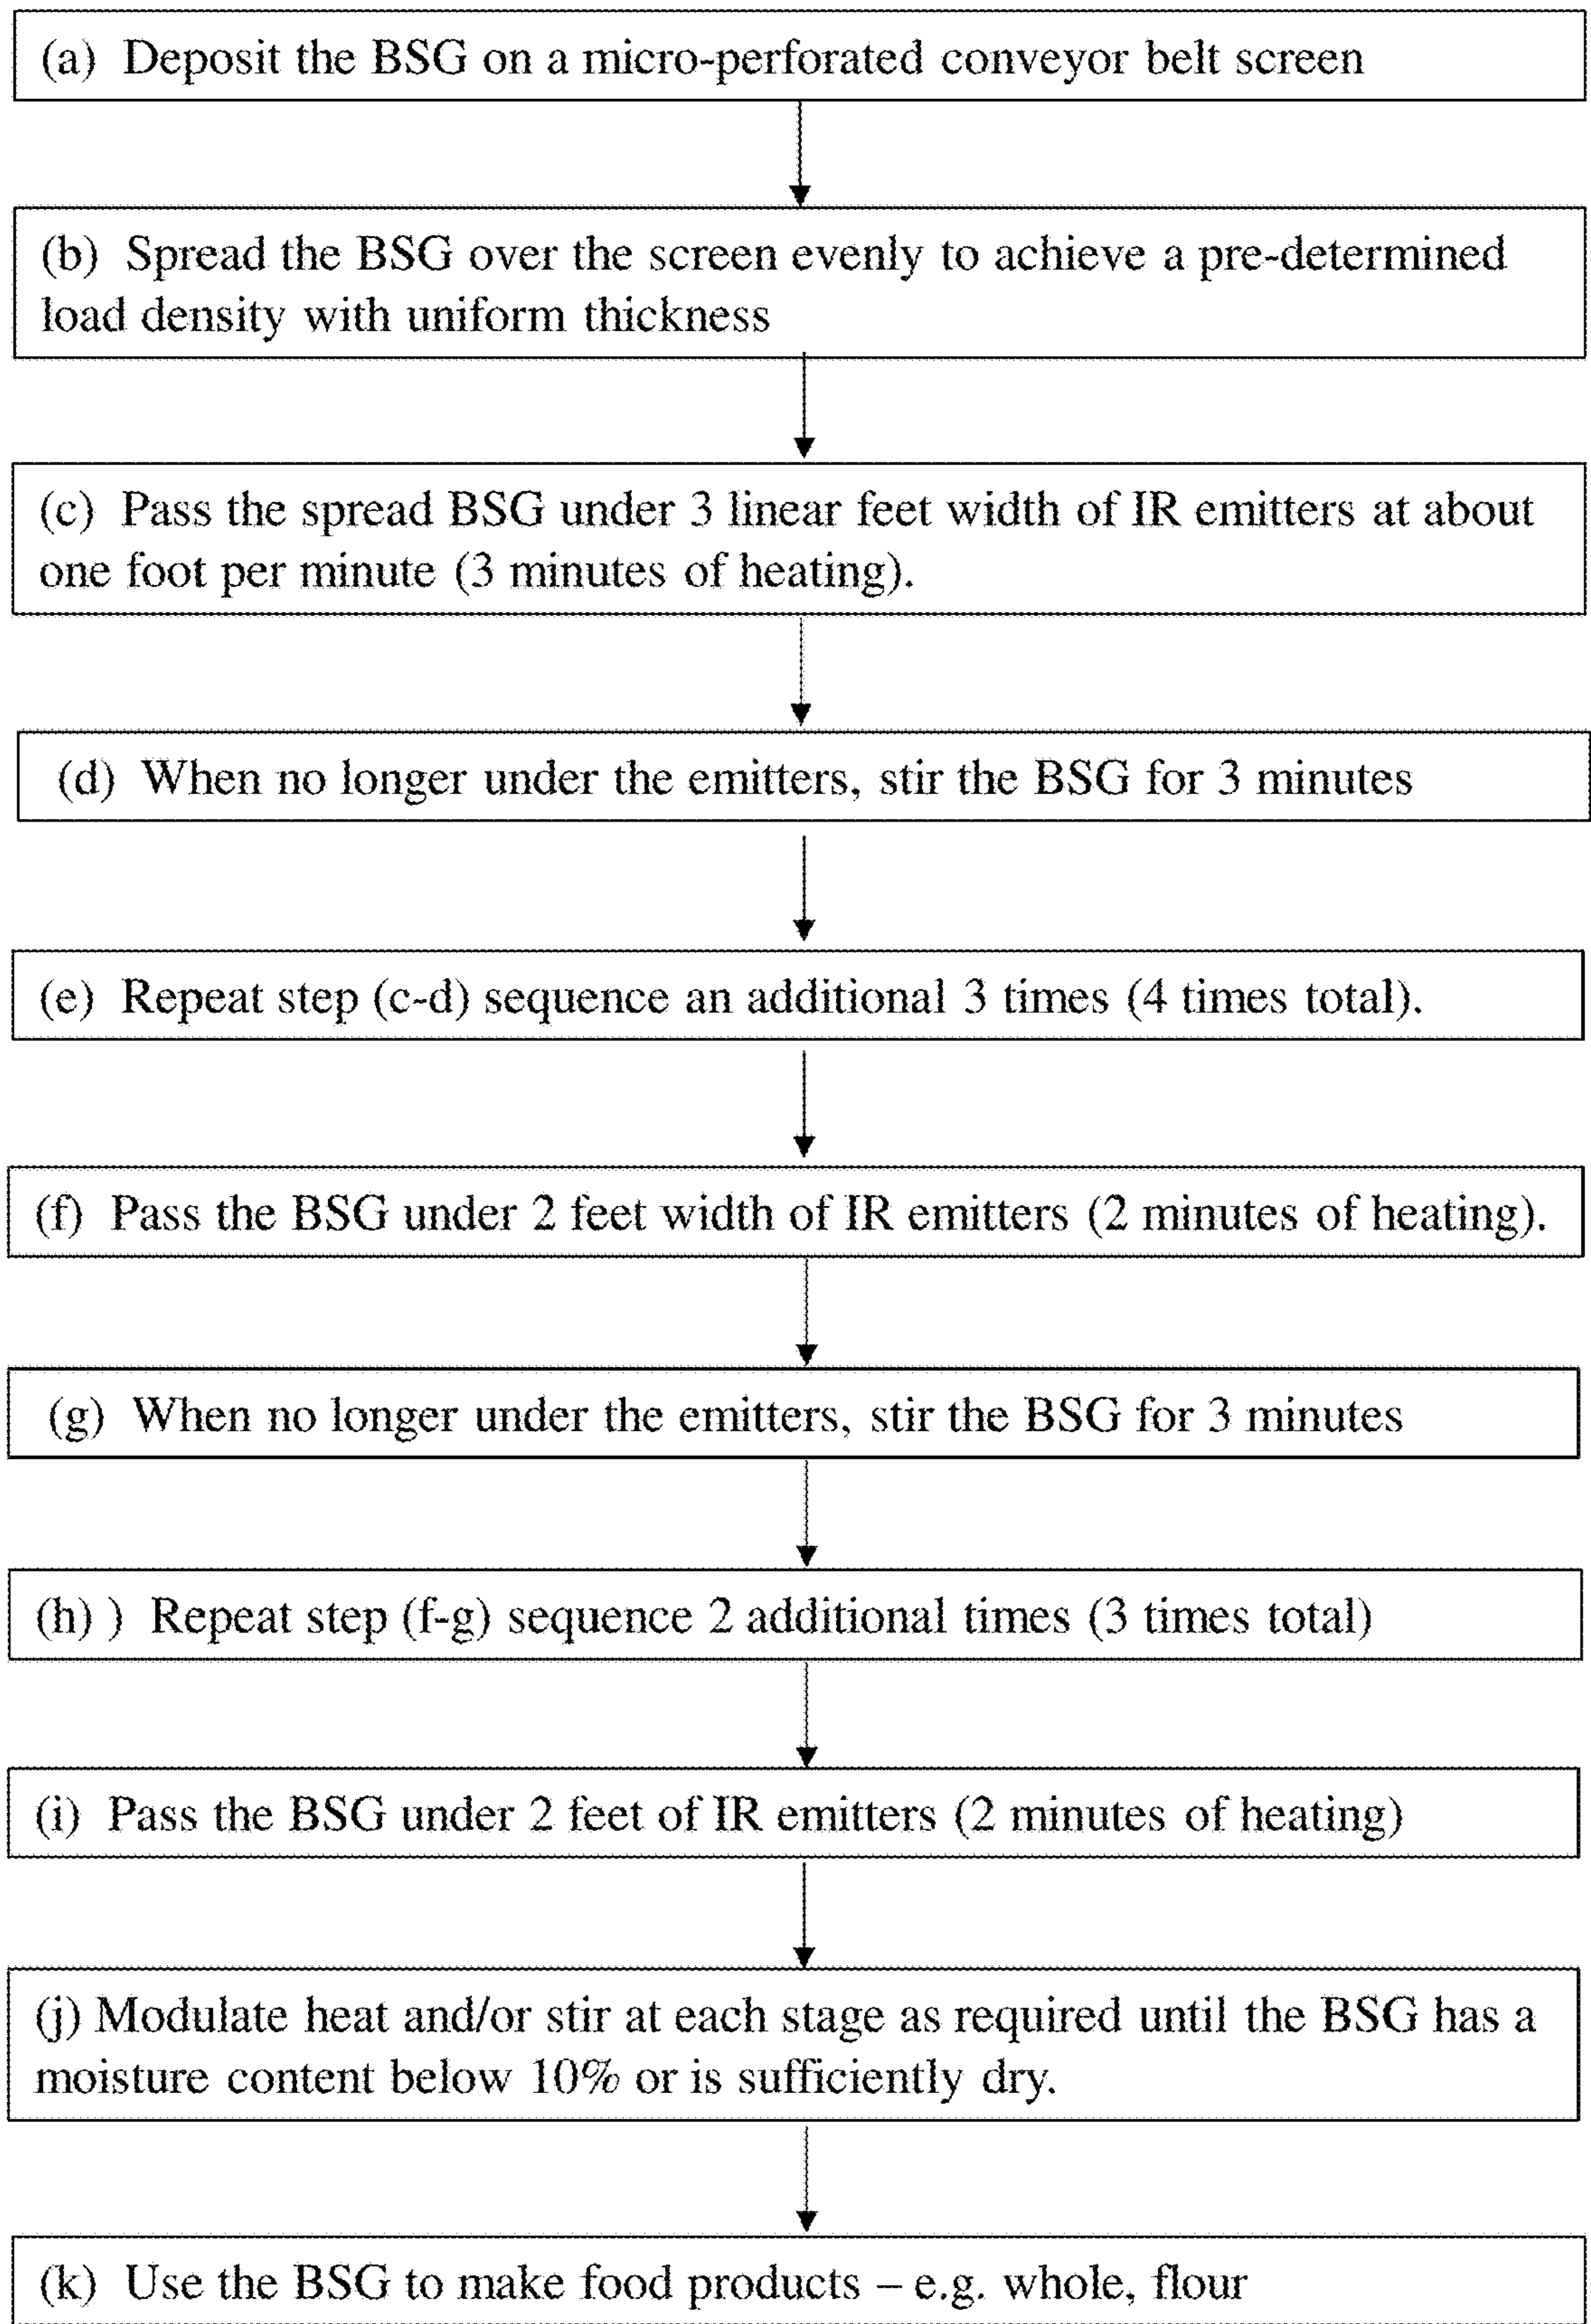 (a) Deposit the BSG on a micro-perforated conveyor belt screen
(b) Spread the BSG over the screen evenly to achieve a pre-determined
load density with uniform thickness
(c) Pass the spread BSG under 3 linear feet width of IR emitters at about
one foot per minute (3 minutes of heating).
(d) When no longer under the emitters, stir the BSG for 3 minutes
(e) Repeat step (c-d) sequence an additional 3 times (4 times total).
(f) Pass the BSG under 2 feet width of IR emitters (2 minutes of heating).
(g) When no longer under the emitters, stir the BSG for 3 minutes
(h) ) Repeat step (f-g) sequence 2 additional times (3 times total)
(i) Pass the BSG under 2 feet of IR emitters (2 minutes of heating)
(j) Modulate heat and/or stir at each stage as required until the BSG has a
moisture content below 10% or is sufficiently dry.
(k) Use the BSG to make food products – e.g. whole, flour